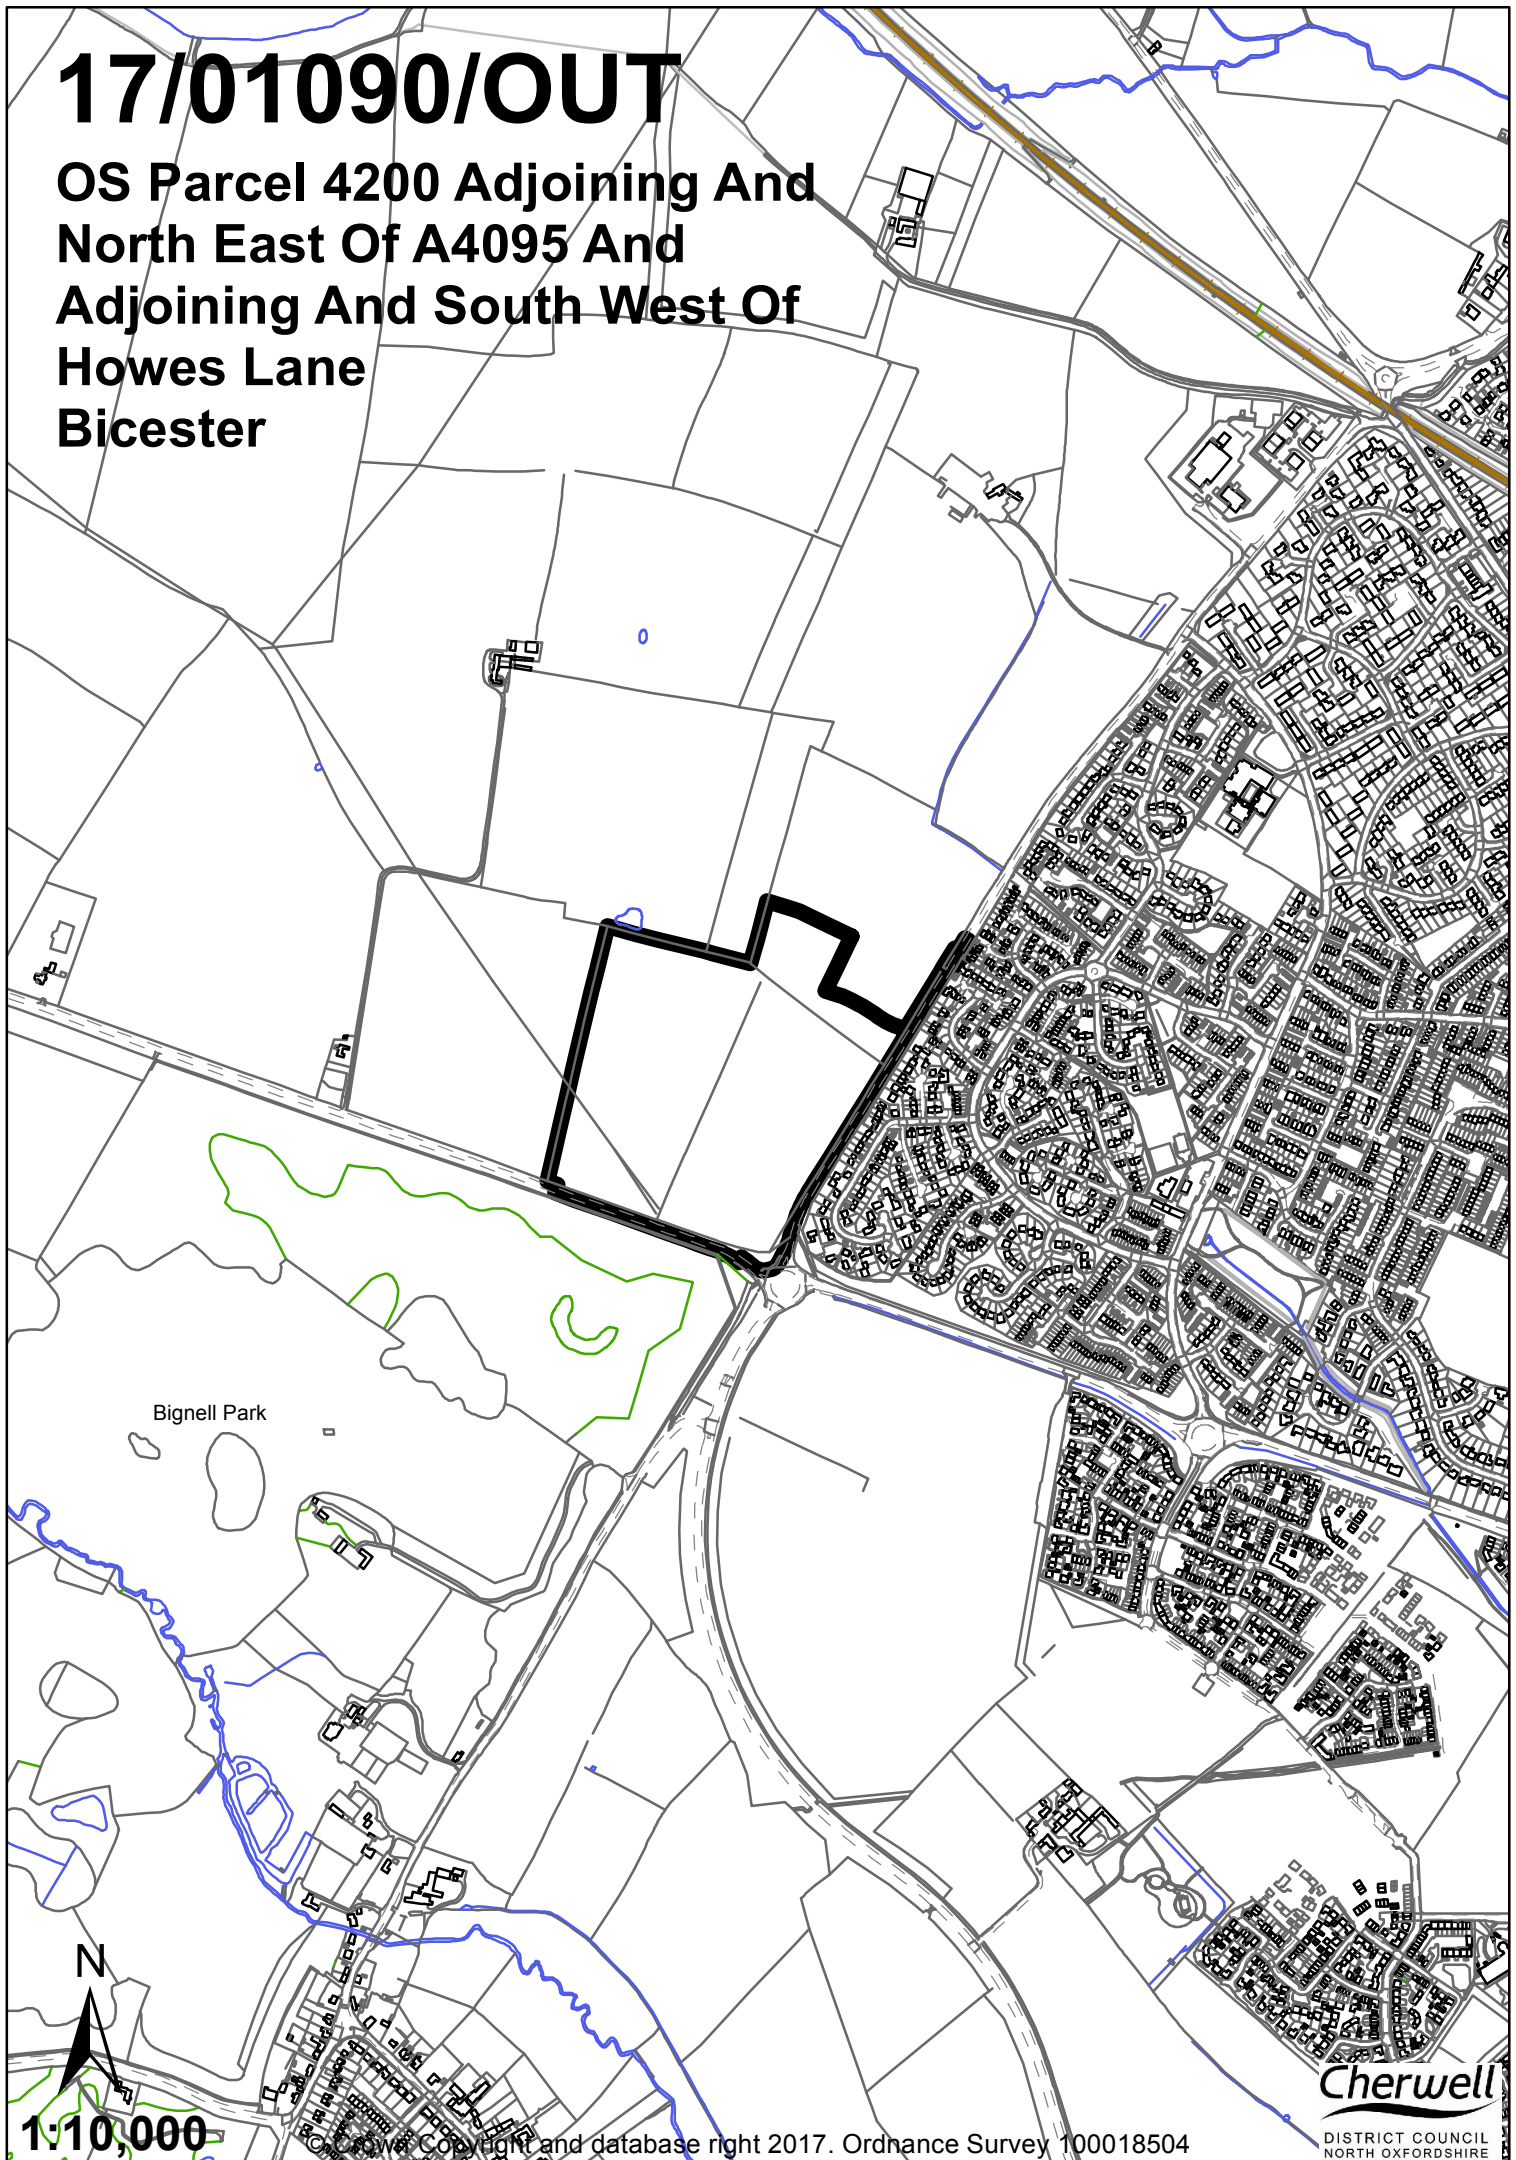 17/01090/OUT
OS Parcel 4200 Adjoining And
North East Of A4095 And
Adjoining And South West Of
Howes Lane
Bicester
Bignell Park
N
1:10,000
© Crown Copyright and database right 2017. Ordnance Survey 100018504
Cherwell
DISTRICT COUNCIL
NORTH OXFORDSHIRE